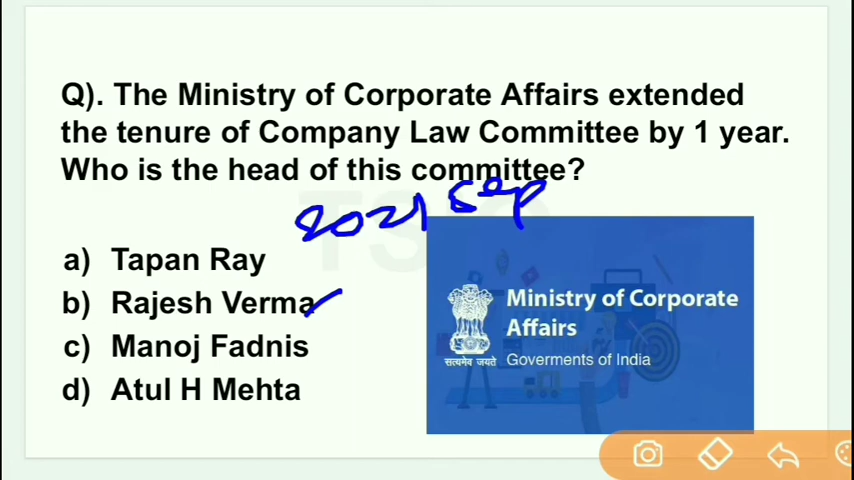 Q). The Ministry of Corporate Affairs extended
the tenure of Company Law Committee by 1 year.
Who is the head of this committee?
2021 Sep
a) Tapan Ray
b) Rajesh Verma
c) Manoj Fadnis
d) Atul H Mehta
Ministry of Corporate
Affairs
सत्यमेव जयते Goverments of India